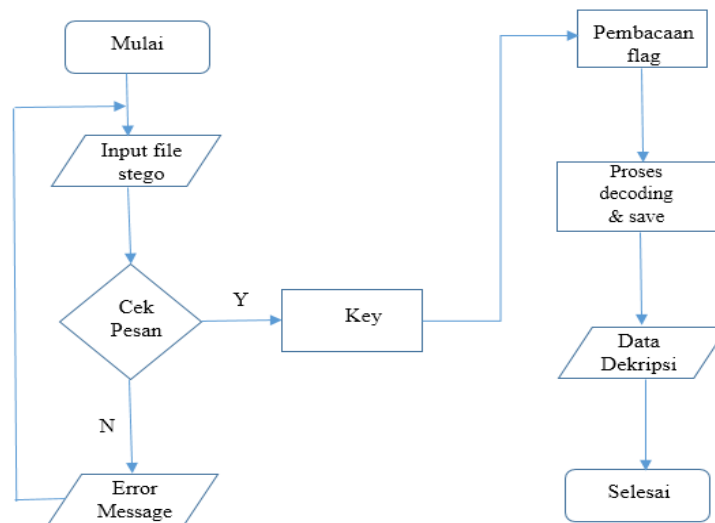 Mulai
Input file
stego
Cek
Pesan
Y
N
Error
Message
Key
Pembacaan
flag
Proses
decoding
& save
Data
Dekripsi
Selesai